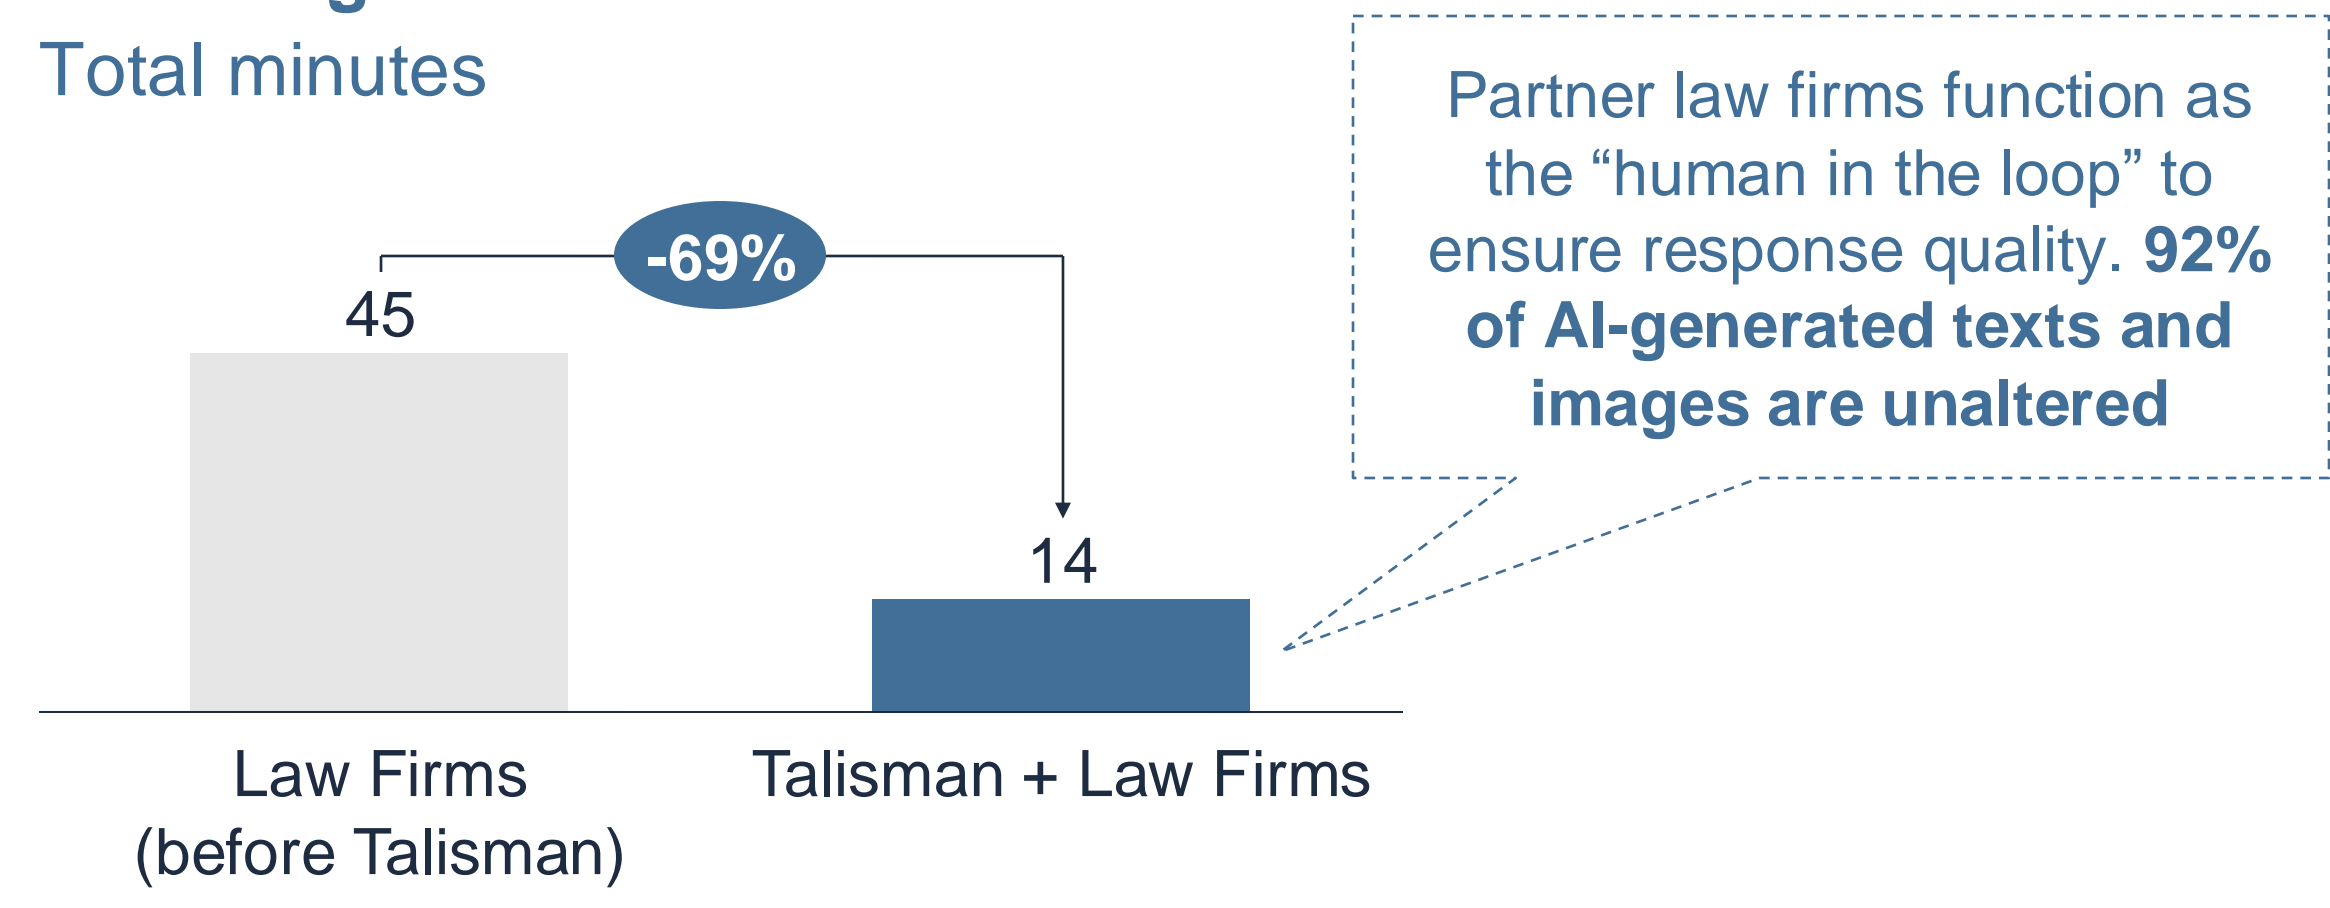 Total minutes
Partner law firms function as
the “human in the loop” to
ensure response quality. 92%
of AI-generated texts and
images are unaltered
-69%
45
14
Law Firms
(before Talisman)
Talisman + Law Firms